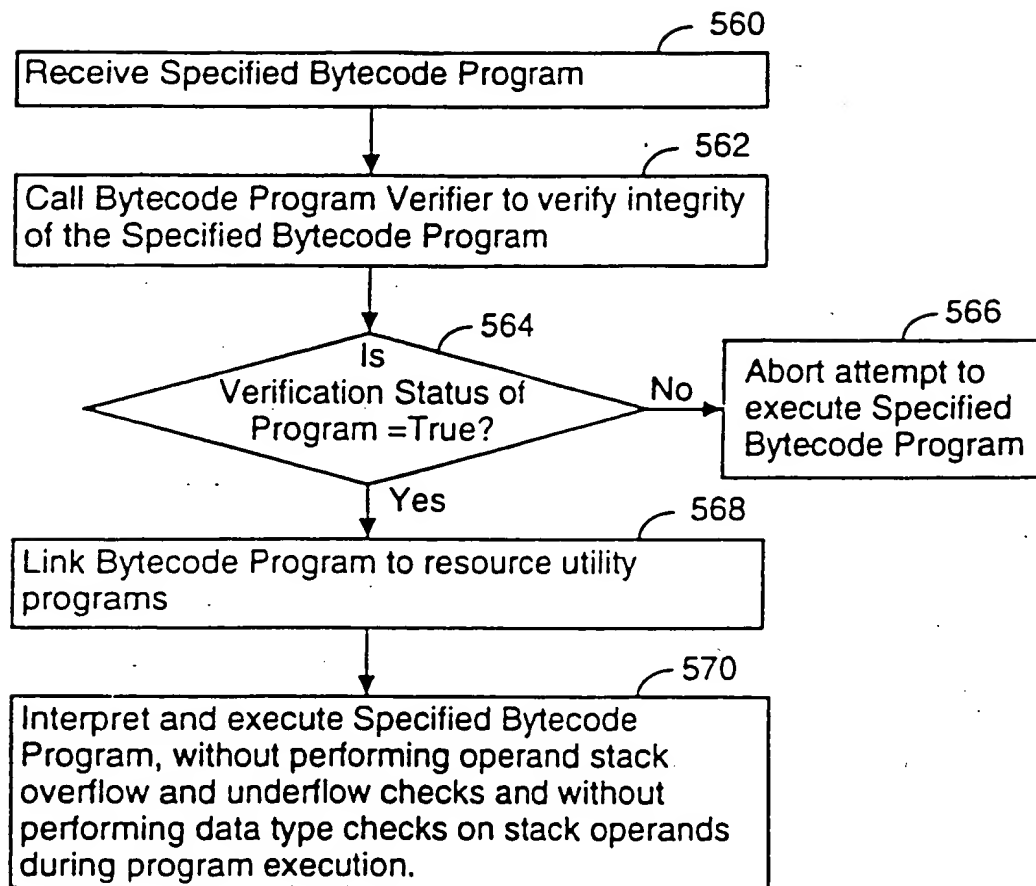 560
Receive Specified Bytecode Program
562
Call Bytecode Program Verifier to verify integrity
of the Specified Bytecode Program
564
Is
Verification Status of
Program =True?
No
566
Abort attempt to
execute Specified
Bytecode Program
Yes
568
Link Bytecode Program to resource utility
programs
570
Interpret and execute Specified Bytecode
Program, without performing operand stack
overflow and underflow checks and without
performing data type checks on stack operands
during program execution.